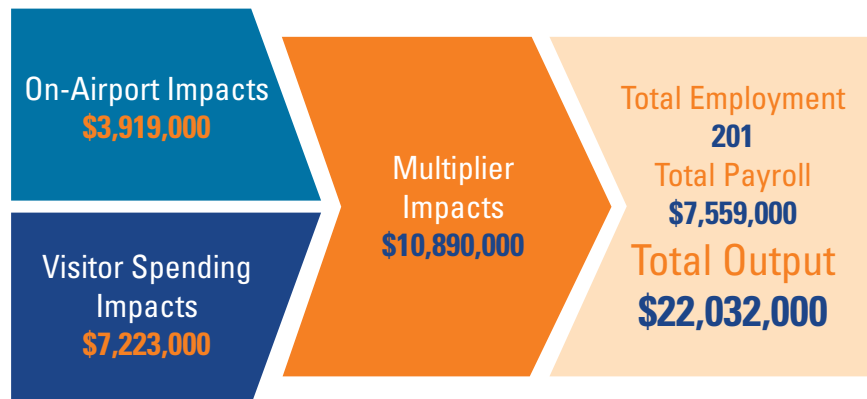 On-Airport Impacts
$3,919,000
Visitor Spending
Impacts
$7,223,000
Multiplier
Impacts
$10,890,000
Total Employment
201
Total Payroll
$7,559,000
Total Output
$22,032,000